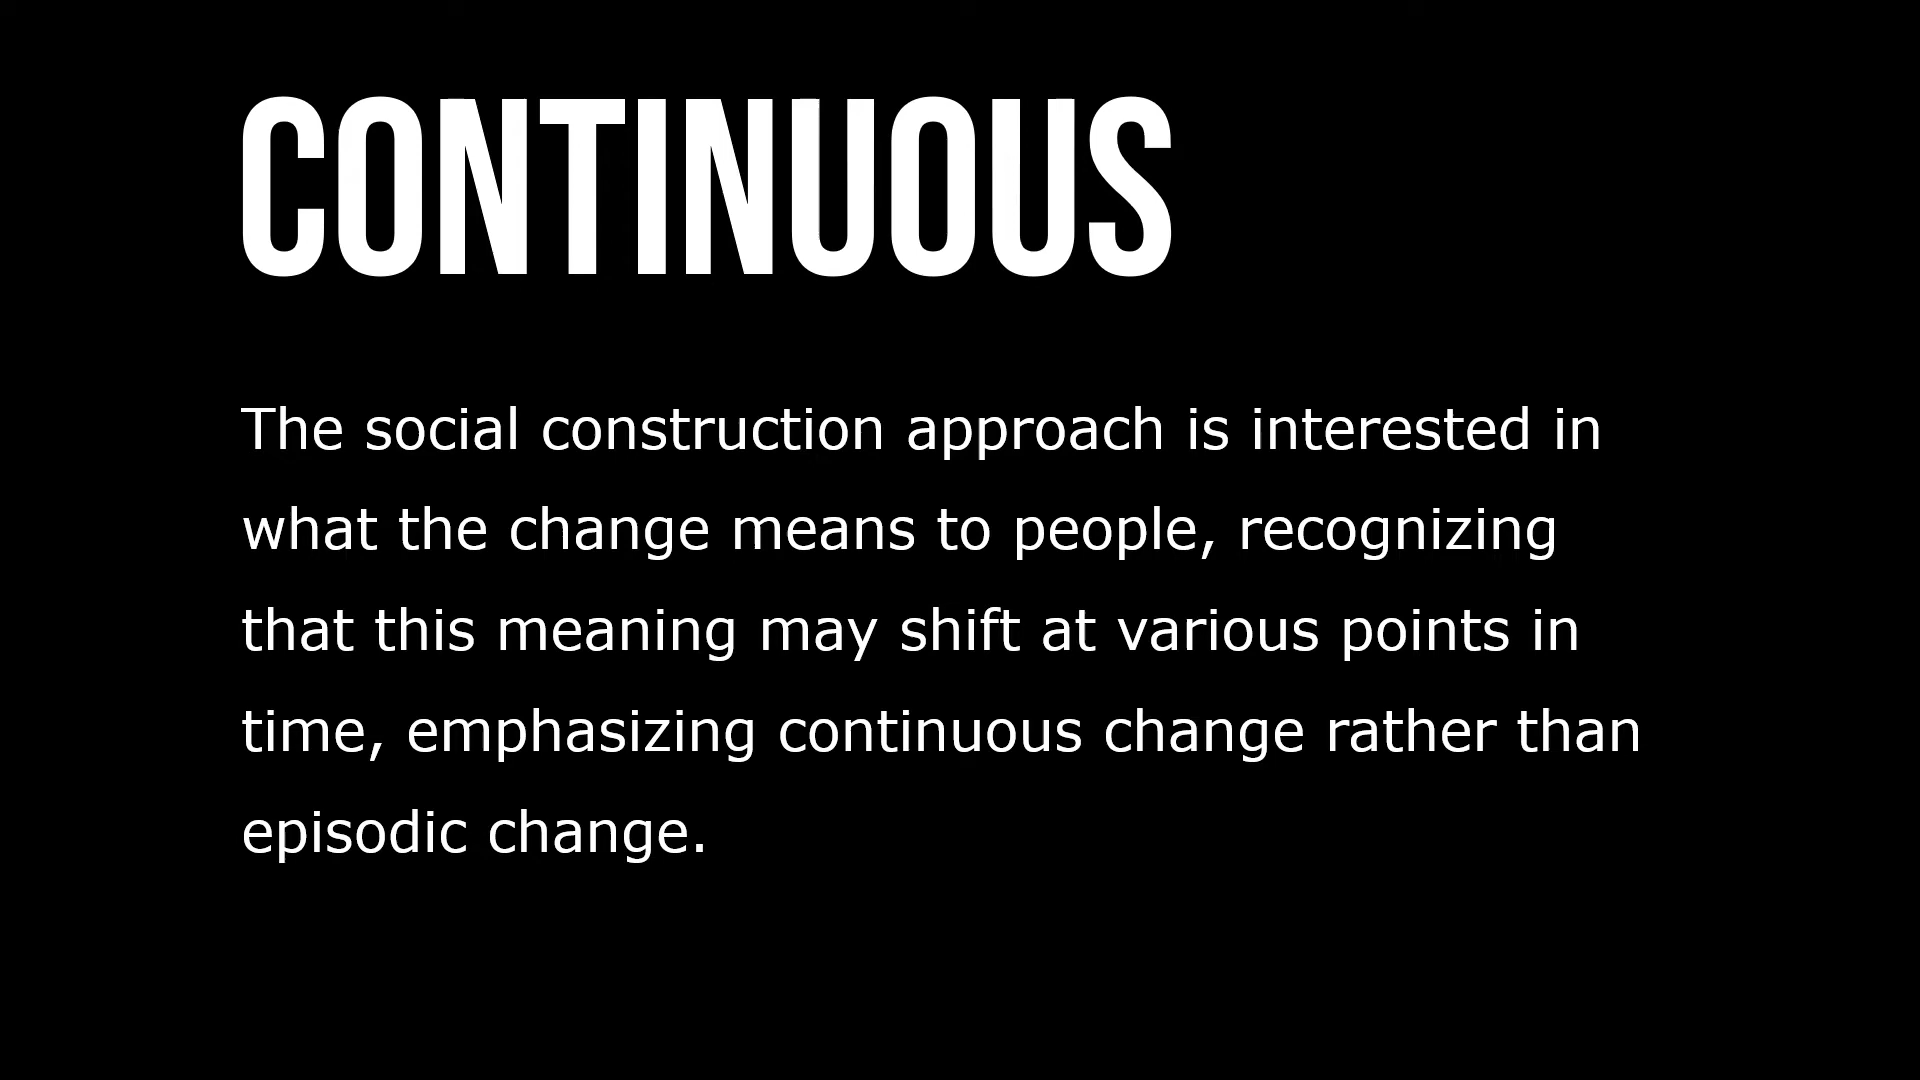 CONTINUOUS
The social construction approach is interested in
what the change means to people, recognizing
that this meaning may shift at various points in
time, emphasizing continuous change rather than
episodic change.